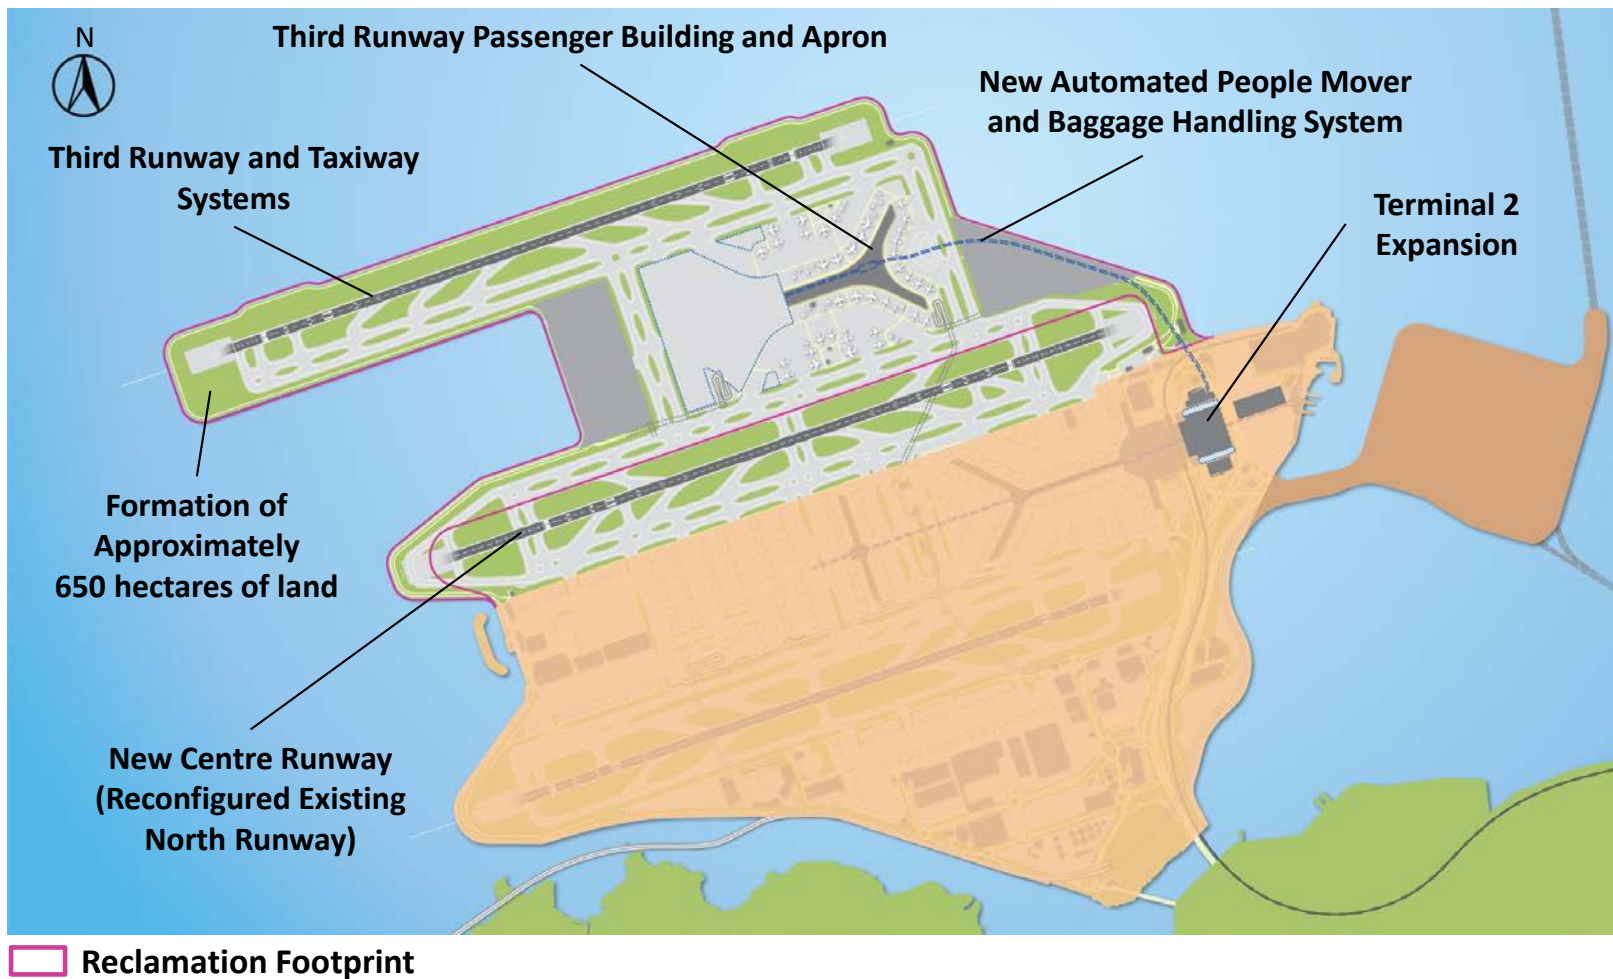 N
Third Runway Passenger Building and Apron
New Automated People Mover
and Baggage Handling System
Third Runway and Taxiway
Systems
Terminal 2
Expansion
Formation of
Approximately
650 hectares of land
New Centre Runway
(Reconfigured Existing
North Runway)
Reclamation Footprint